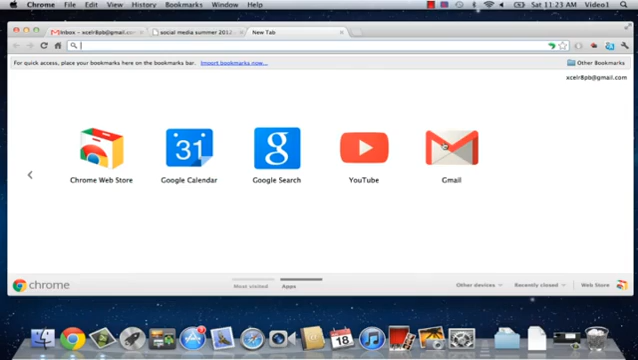 Chrome File Edit View History Bookmarks Window Help Sat 11:23 AM Video1
Inbox - xcelr8pb@gmail.com social media summer 2012 New Tab
For quick access, place your bookmarks here on the bookmarks bar. Import bookmarks now... Other Bookmarks
xcelr8pb@gmail.com
31
g
Chrome Web Store Google Calendar Google Search YouTube Gmail
chrome Most visited Apps Other devices Recently closed Web Store
18